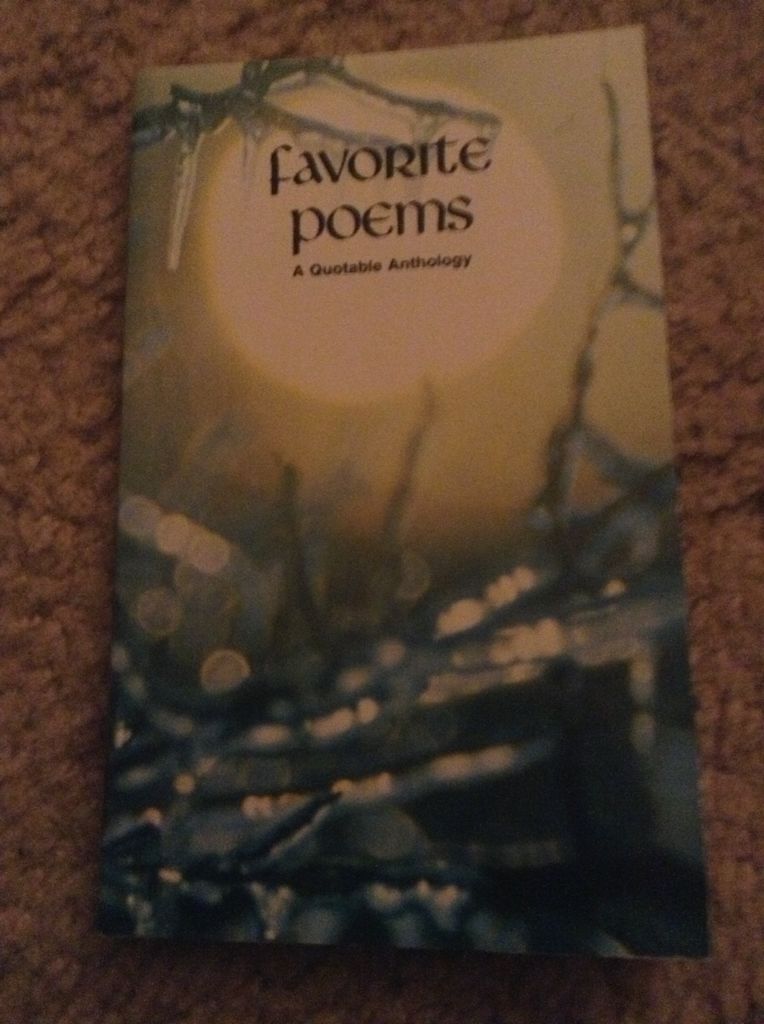 favorite
poems
A Quotable Anthology